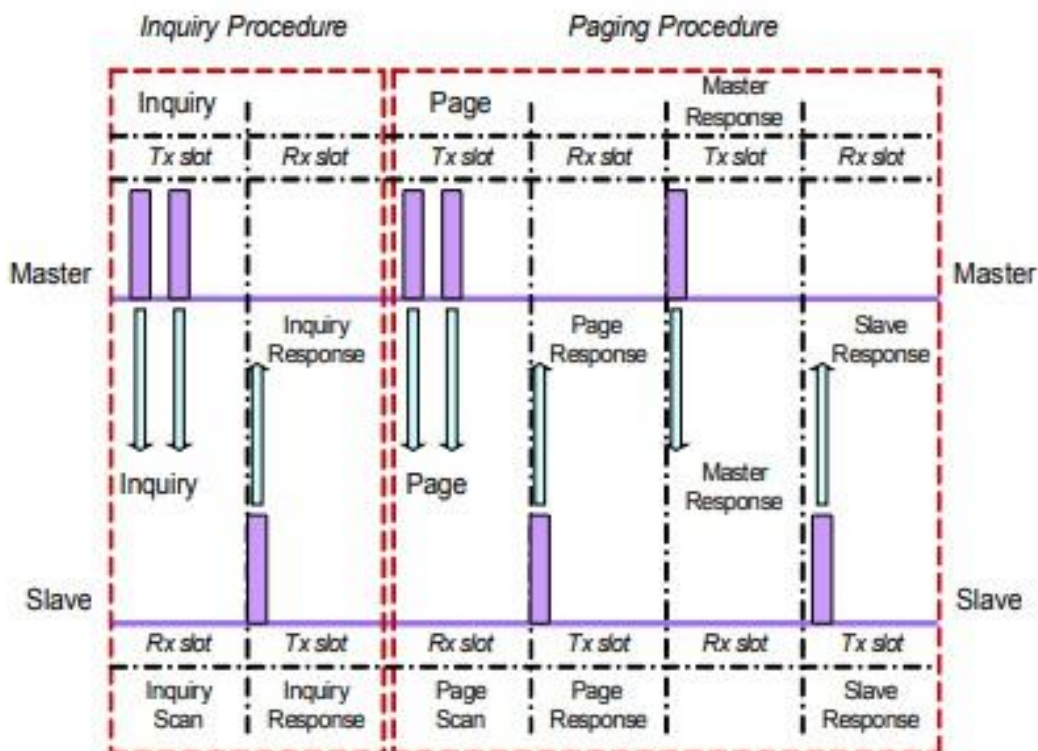 Inquiry Procedure
Paging Procedure
Inquiry
Page
Master
Response
Tx slot
Rx slot
Tx slot
Rx slot
Tx slot
Rx slot
Master
Master
Inquiry
Response
Page
Response
Slave
Response
Inquiry
Page
Master
Response
Slave
Slave
Rx slot
Tx slot
Rx slot
Tx slot
Rx slot
Tx slot
Inquiry
Scan
Inquiry
Response
Page
Scan
Page
Response
Slave
Response